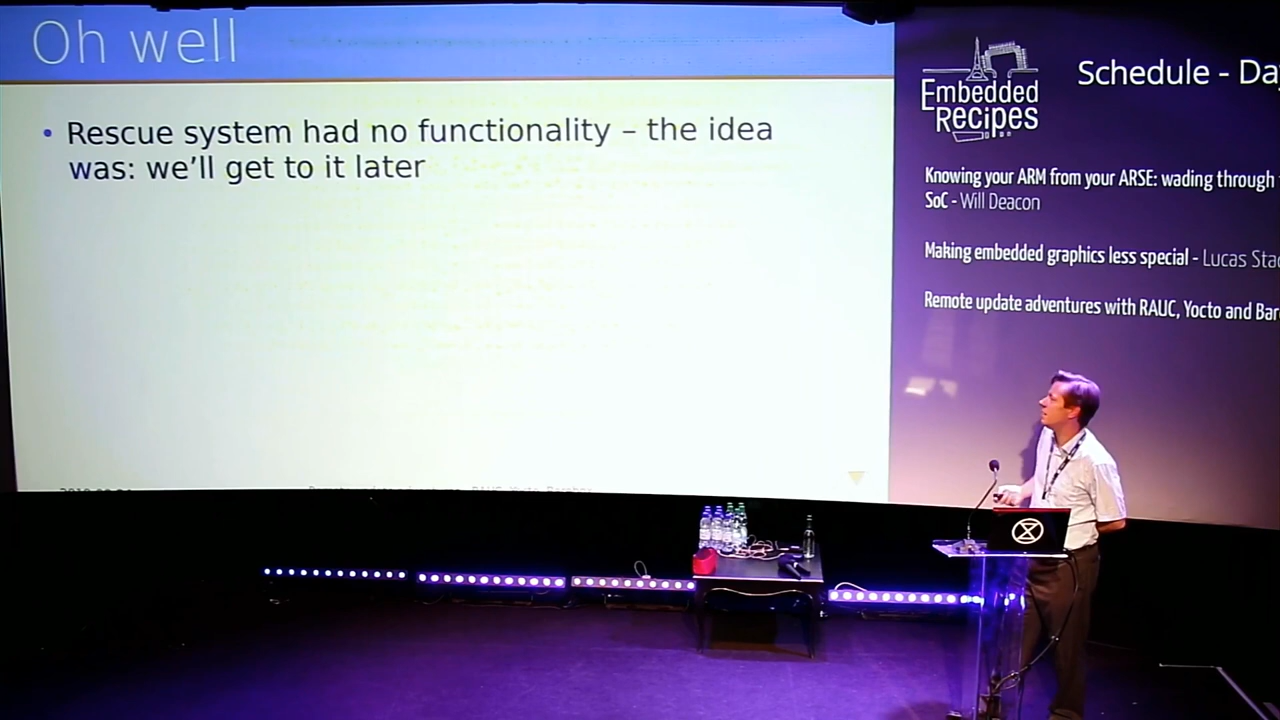 Oh well
• Rescue system had no functionality – the idea
was: we'll get to it later
Embedded
Recipes
Schedule - Da
Knowing your ARM from your ARSE: wading through
SoC - Will Deacon
Making embedded graphics less special - Lucas Sta
Remote update adventures with RAUC, Yocto and Bar